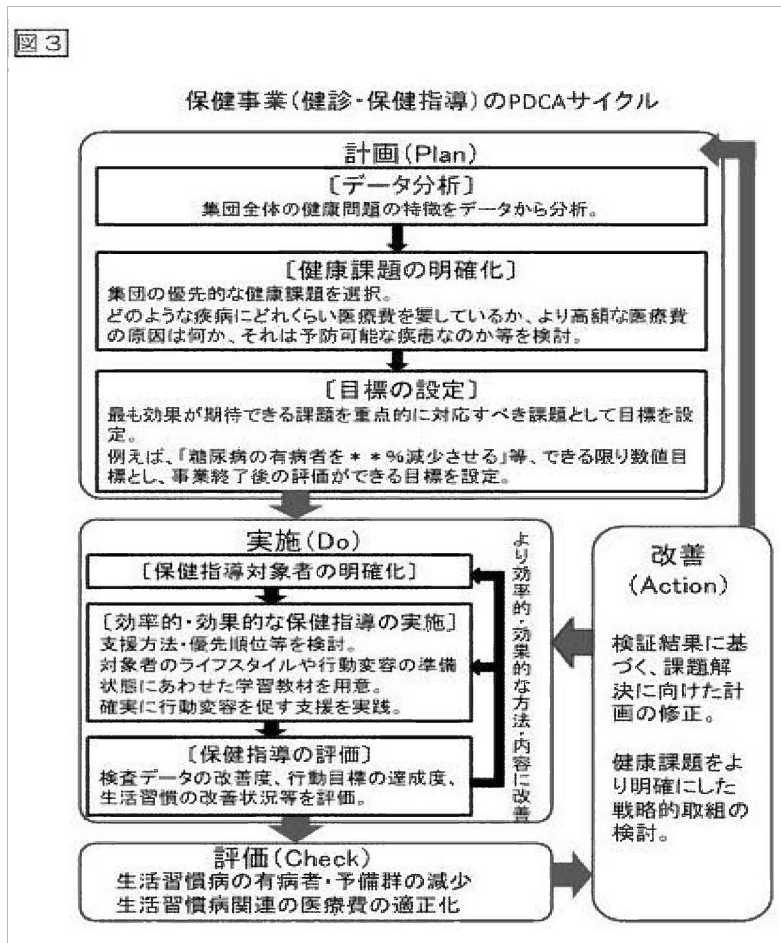 図3
保健事業(健診・保健指導)のPDCAサイクル
計画(Plan)
［データ分析］
集団全体の健康問題の特徴をデータから分析。
［健康課題の明確化］
集団の優先的な健康課題を選択。
どのような疾病にどれくらい医療費を要しているか、より高額な医療費
の原因は何か、それは予防可能な疾患なのか等を検討。
［目標の設定］
最も効果が期待できる課題を重点的に対応すべき課題として目標を設
定。
例えば、「糖尿病の有病者を＊＊%減少させる」等、できる限り数値目
標とし、事業終了後の評価ができる目標を設定。
実施(Do)
［保健指導対象者の明確化］
［効率的・効果的な保健指導の実施］
支援方法・優先順位等を検討。
対象者のライフスタイルや行動変容の準備
状態にあわせた学習教材を用意。
確実に行動変容を促す支援を実践。
［保健指導の評価］
検査データの改善度、行動目標の達成度、
生活習慣の改善状況等を評価。
より効率的・効果的な方法・内容に改善
評価(Check)
生活習慣病の有病者・予備群の減少
生活習慣病関連の医療費の適正化
改善
(Action)
検証結果に基
づく、課題解
決に向けた計
画の修正。
健康課題をよ
り明確にした
戦略的取組の
検討。